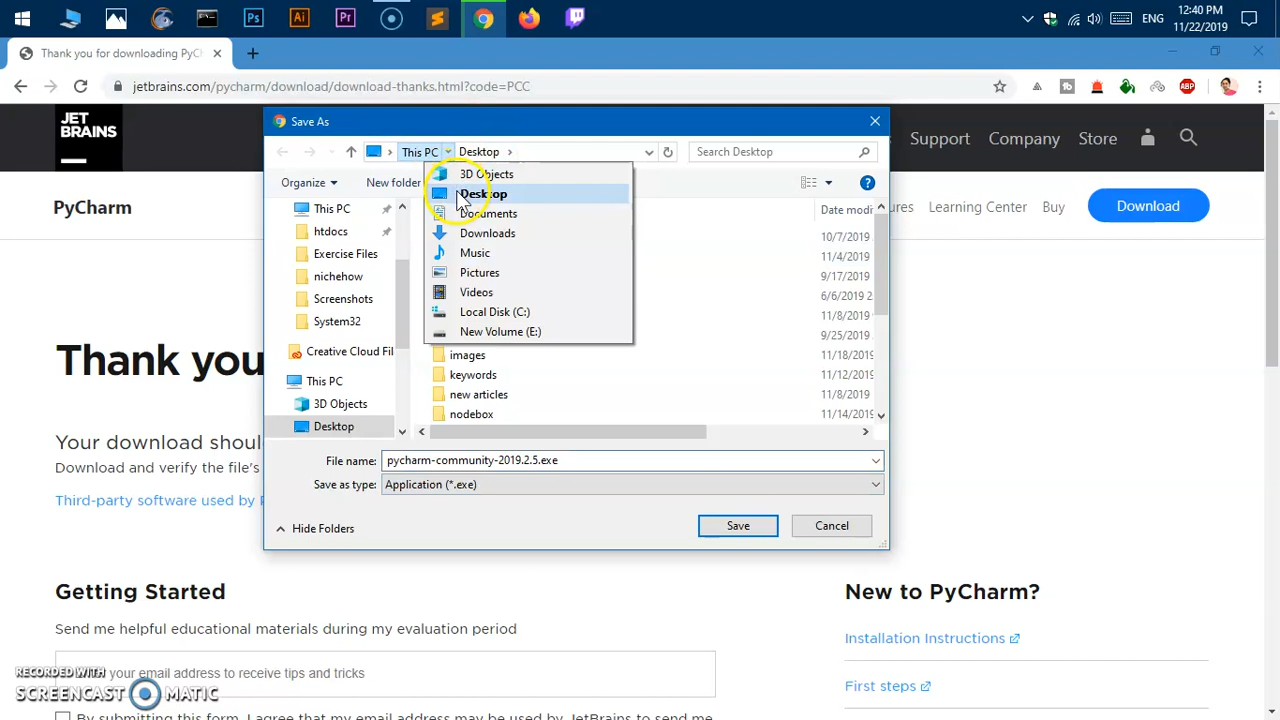 Ps
Ai
Pr
ENG
12:40 PM
11/22/2019
Thank you for downloading PyCh
jetbrains.com/pycharm/download/download-thanks.html?code=PCC
ABP
JET
BRAINS
Support
Company
Store
PyCharm
ures
Learning Center
Buy
Download
Save As
This PC
Desktop
Search Desktop
Organize
New folder
3D Objects
Desktop
Documents
Downloads
Music
Pictures
Videos
Local Disk (C:)
New Volume (E:)
This PC
htdocs
Exercise Files
nichehow
Screenshots
System32
Creative Cloud Fil
This PC
3D Objects
Desktop
images
keywords
new articles
nodebox
Date modi
10/7/2019
11/4/2019
9/17/2019
6/6/2019 2
11/8/2019
9/25/2019
11/18/2019
11/12/2019
11/8/2019
11/14/2019
File name:
pycharm-community-2019.2.5.exe
Save as type:
Application (*.exe)
Hide Folders
Save
Cancel
Thank you
Your download shoul
Download and verify the file's
Third-party software used by
Getting Started
Send me helpful educational materials during my evaluation period
your email address to receive tips and tricks
By submitting this form, I agree that my email address may be used by JetBrains to send me
New to PyCharm?
Installation Instructions
First steps
RECORDED WITH
SCREENCAST MATIC